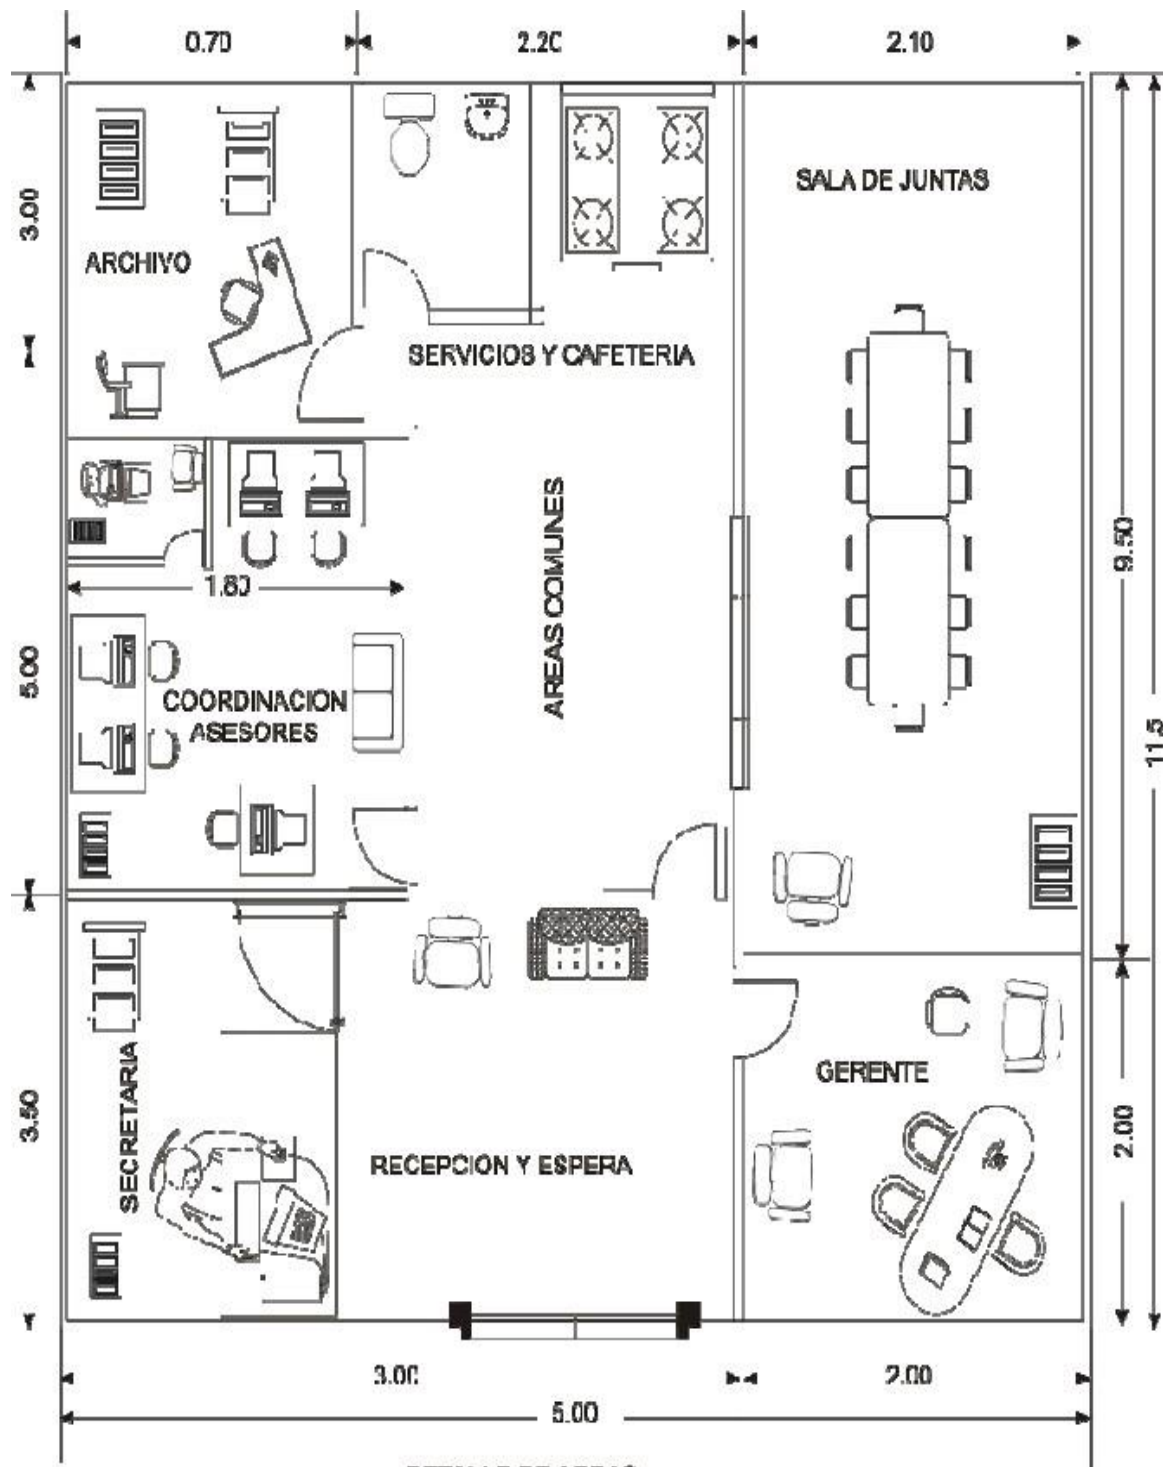 0.70
2.20
2.10
3.00
SALA DE JUNTAS
ARCHIVO
SERVICIOS Y CAFETERIA
AREAS COMUNES
9.50
1.80
5.00
COORDINACION
ASESORES
11.5
SECRETARIA
GERENTE
3.50
2.00
RECEPCION Y ESPERA
3.00
2.00
5.00